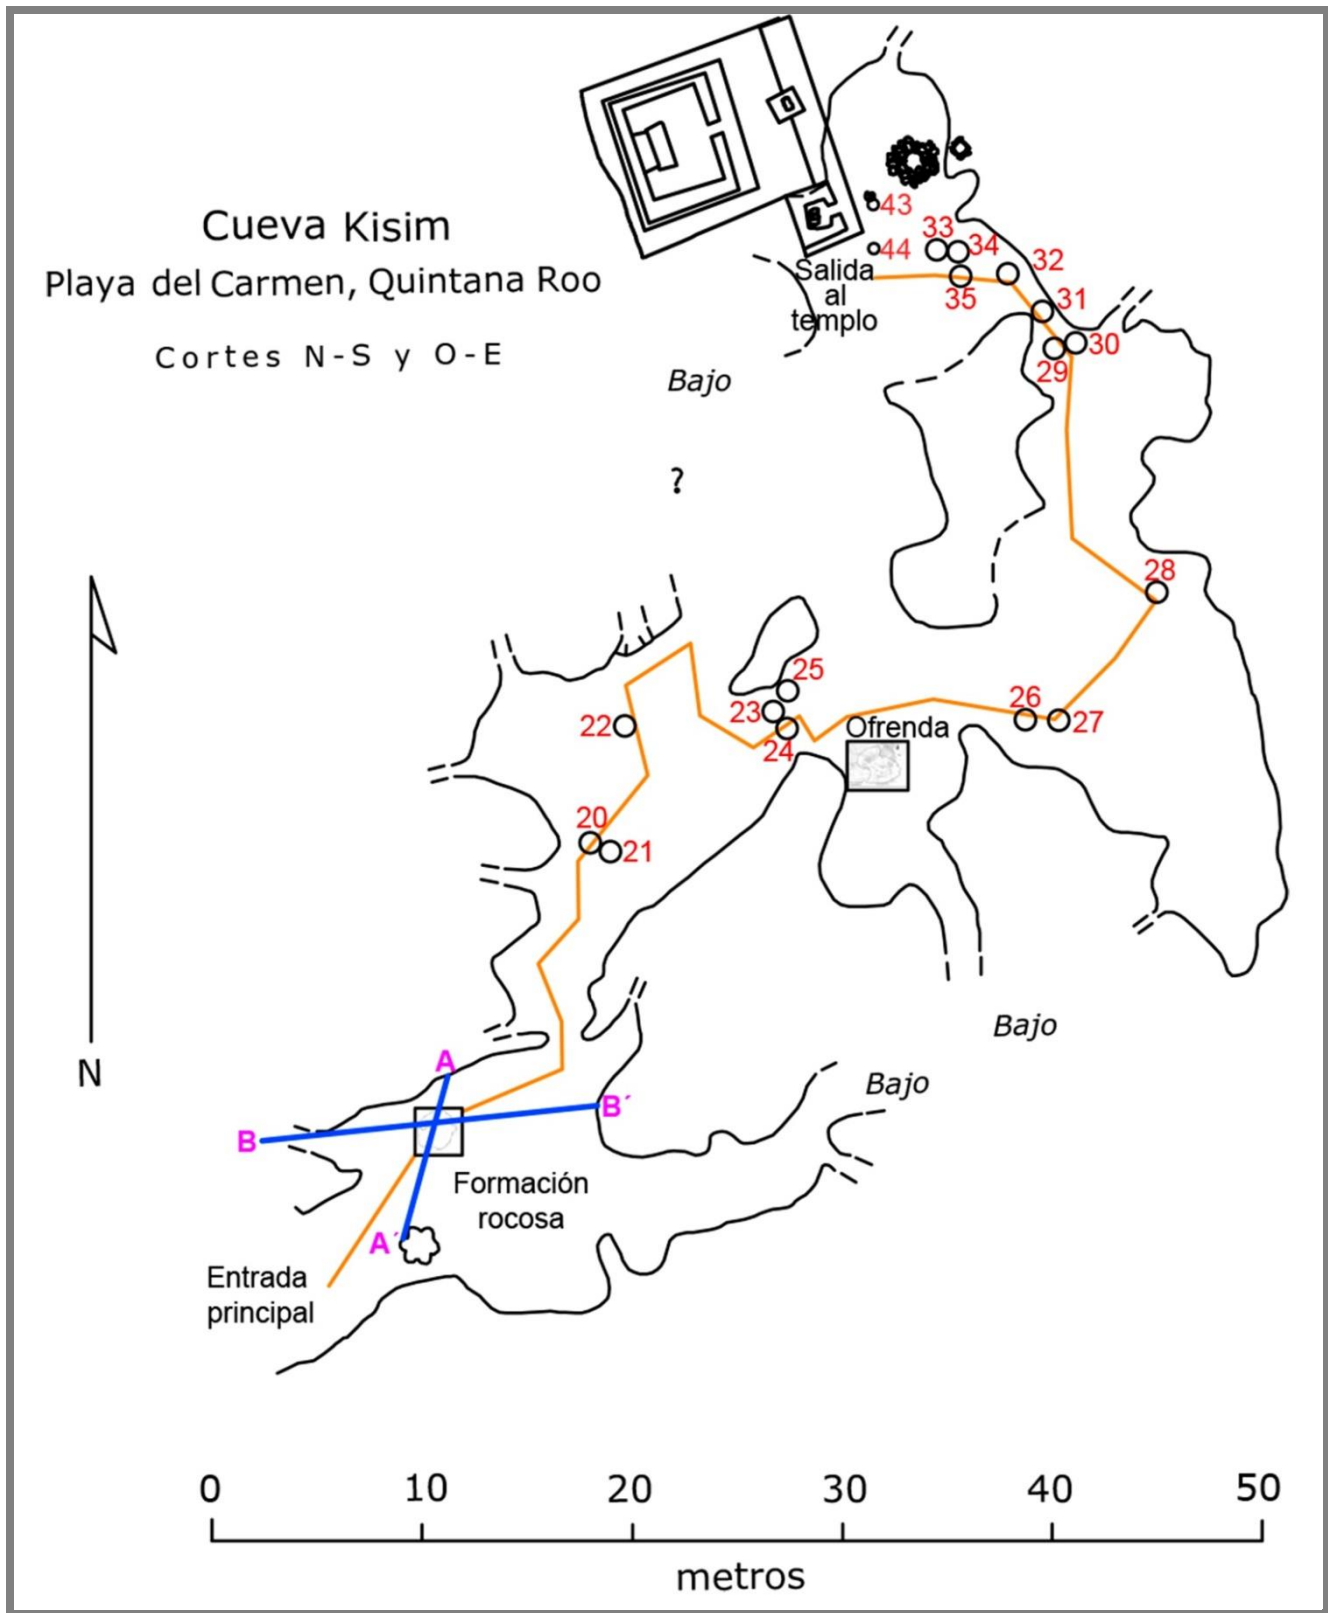 Cueva Kisim
Playa del Carmen, Quintana Roo
Cortes N-S y O-E
43
44
33
34
32
Salida
al
templo
35
31
30
29
Bajo
?
28
25
26
23
27
22
Ofrenda
24
20
21
Bajo
A
N
Bajo
B´
B
Formación
rocosa
A´
Entrada
principal
0 10 20 30 40 50
metros